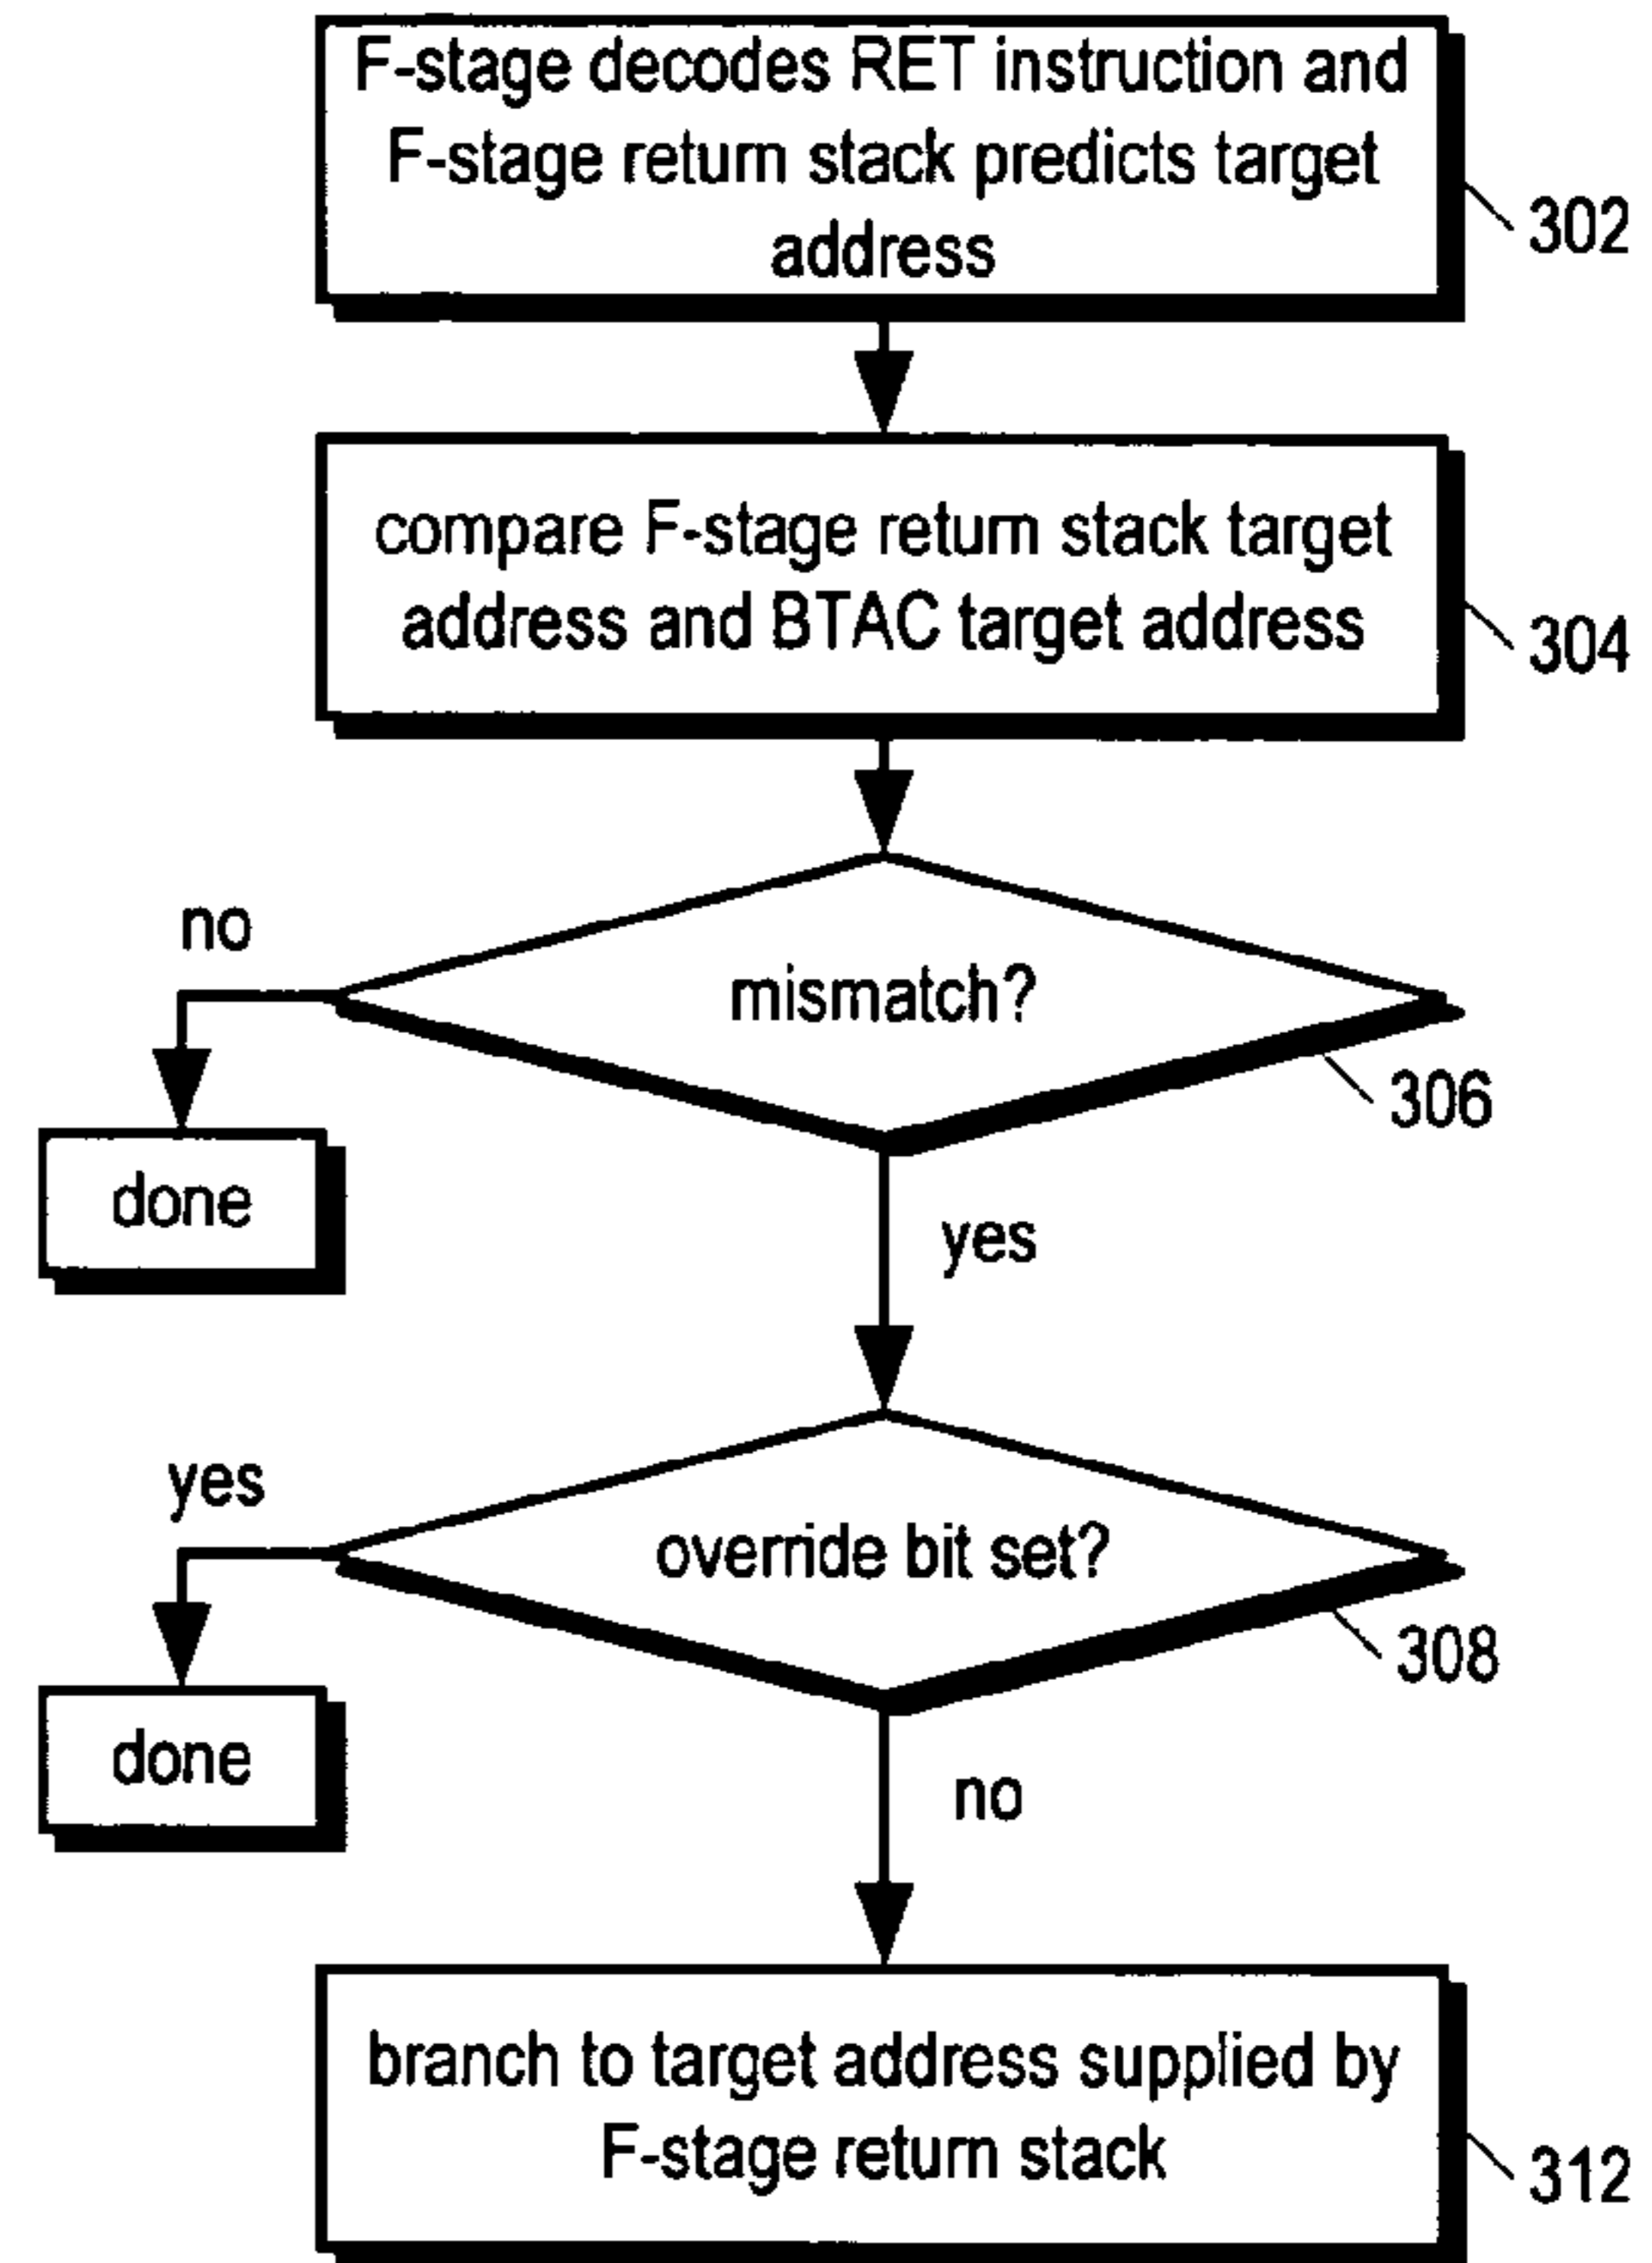 F-stage decodes RET instruction and
F-stage return stack predicts target
address
302
compare F-stage return stack target
address and BTAC target address
304
no
mismatch?
306
done
yes
yes
override bit set?
308
done
no
branch to target address supplied by
F-stage return stack
312